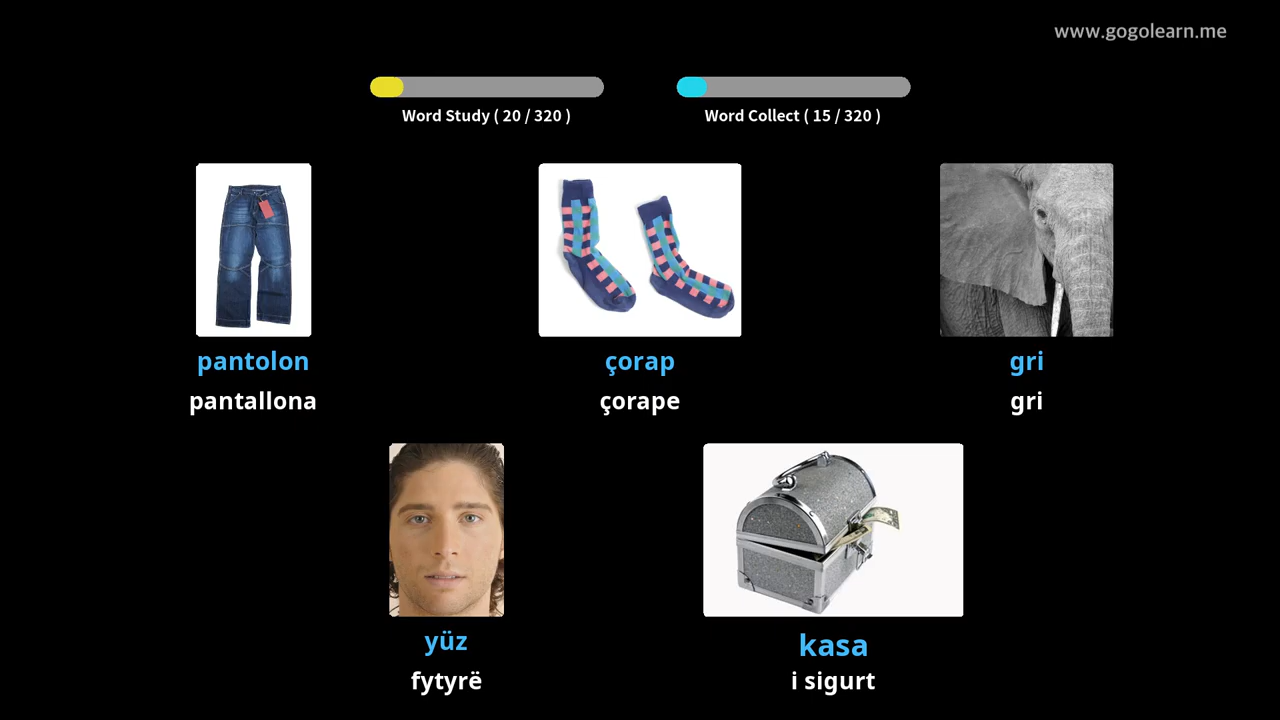 www.gogolearn.me
Word Study ( 20 / 320 )
Word Collect ( 15 / 320 )
pantolon
pantallona
çorap
çorape
gri
gri
yüz
fytyrë
kasa
i sigurt